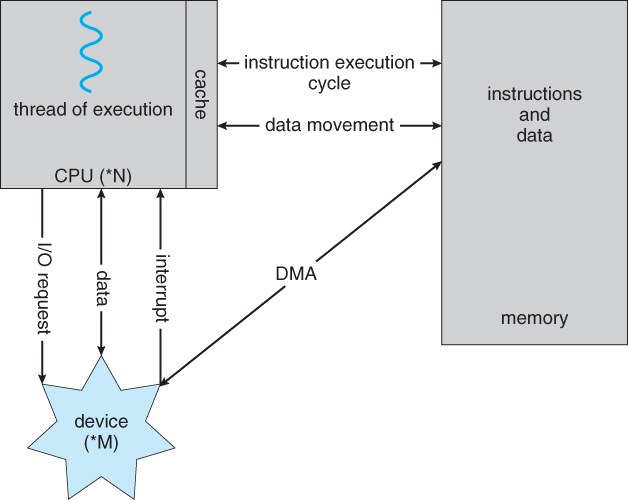 thread of execution
cache
CPU (*N)
instruction execution
cycle
data movement
instructions
and
data
memory
I/O request
data
interrupt
DMA
device
(*M)